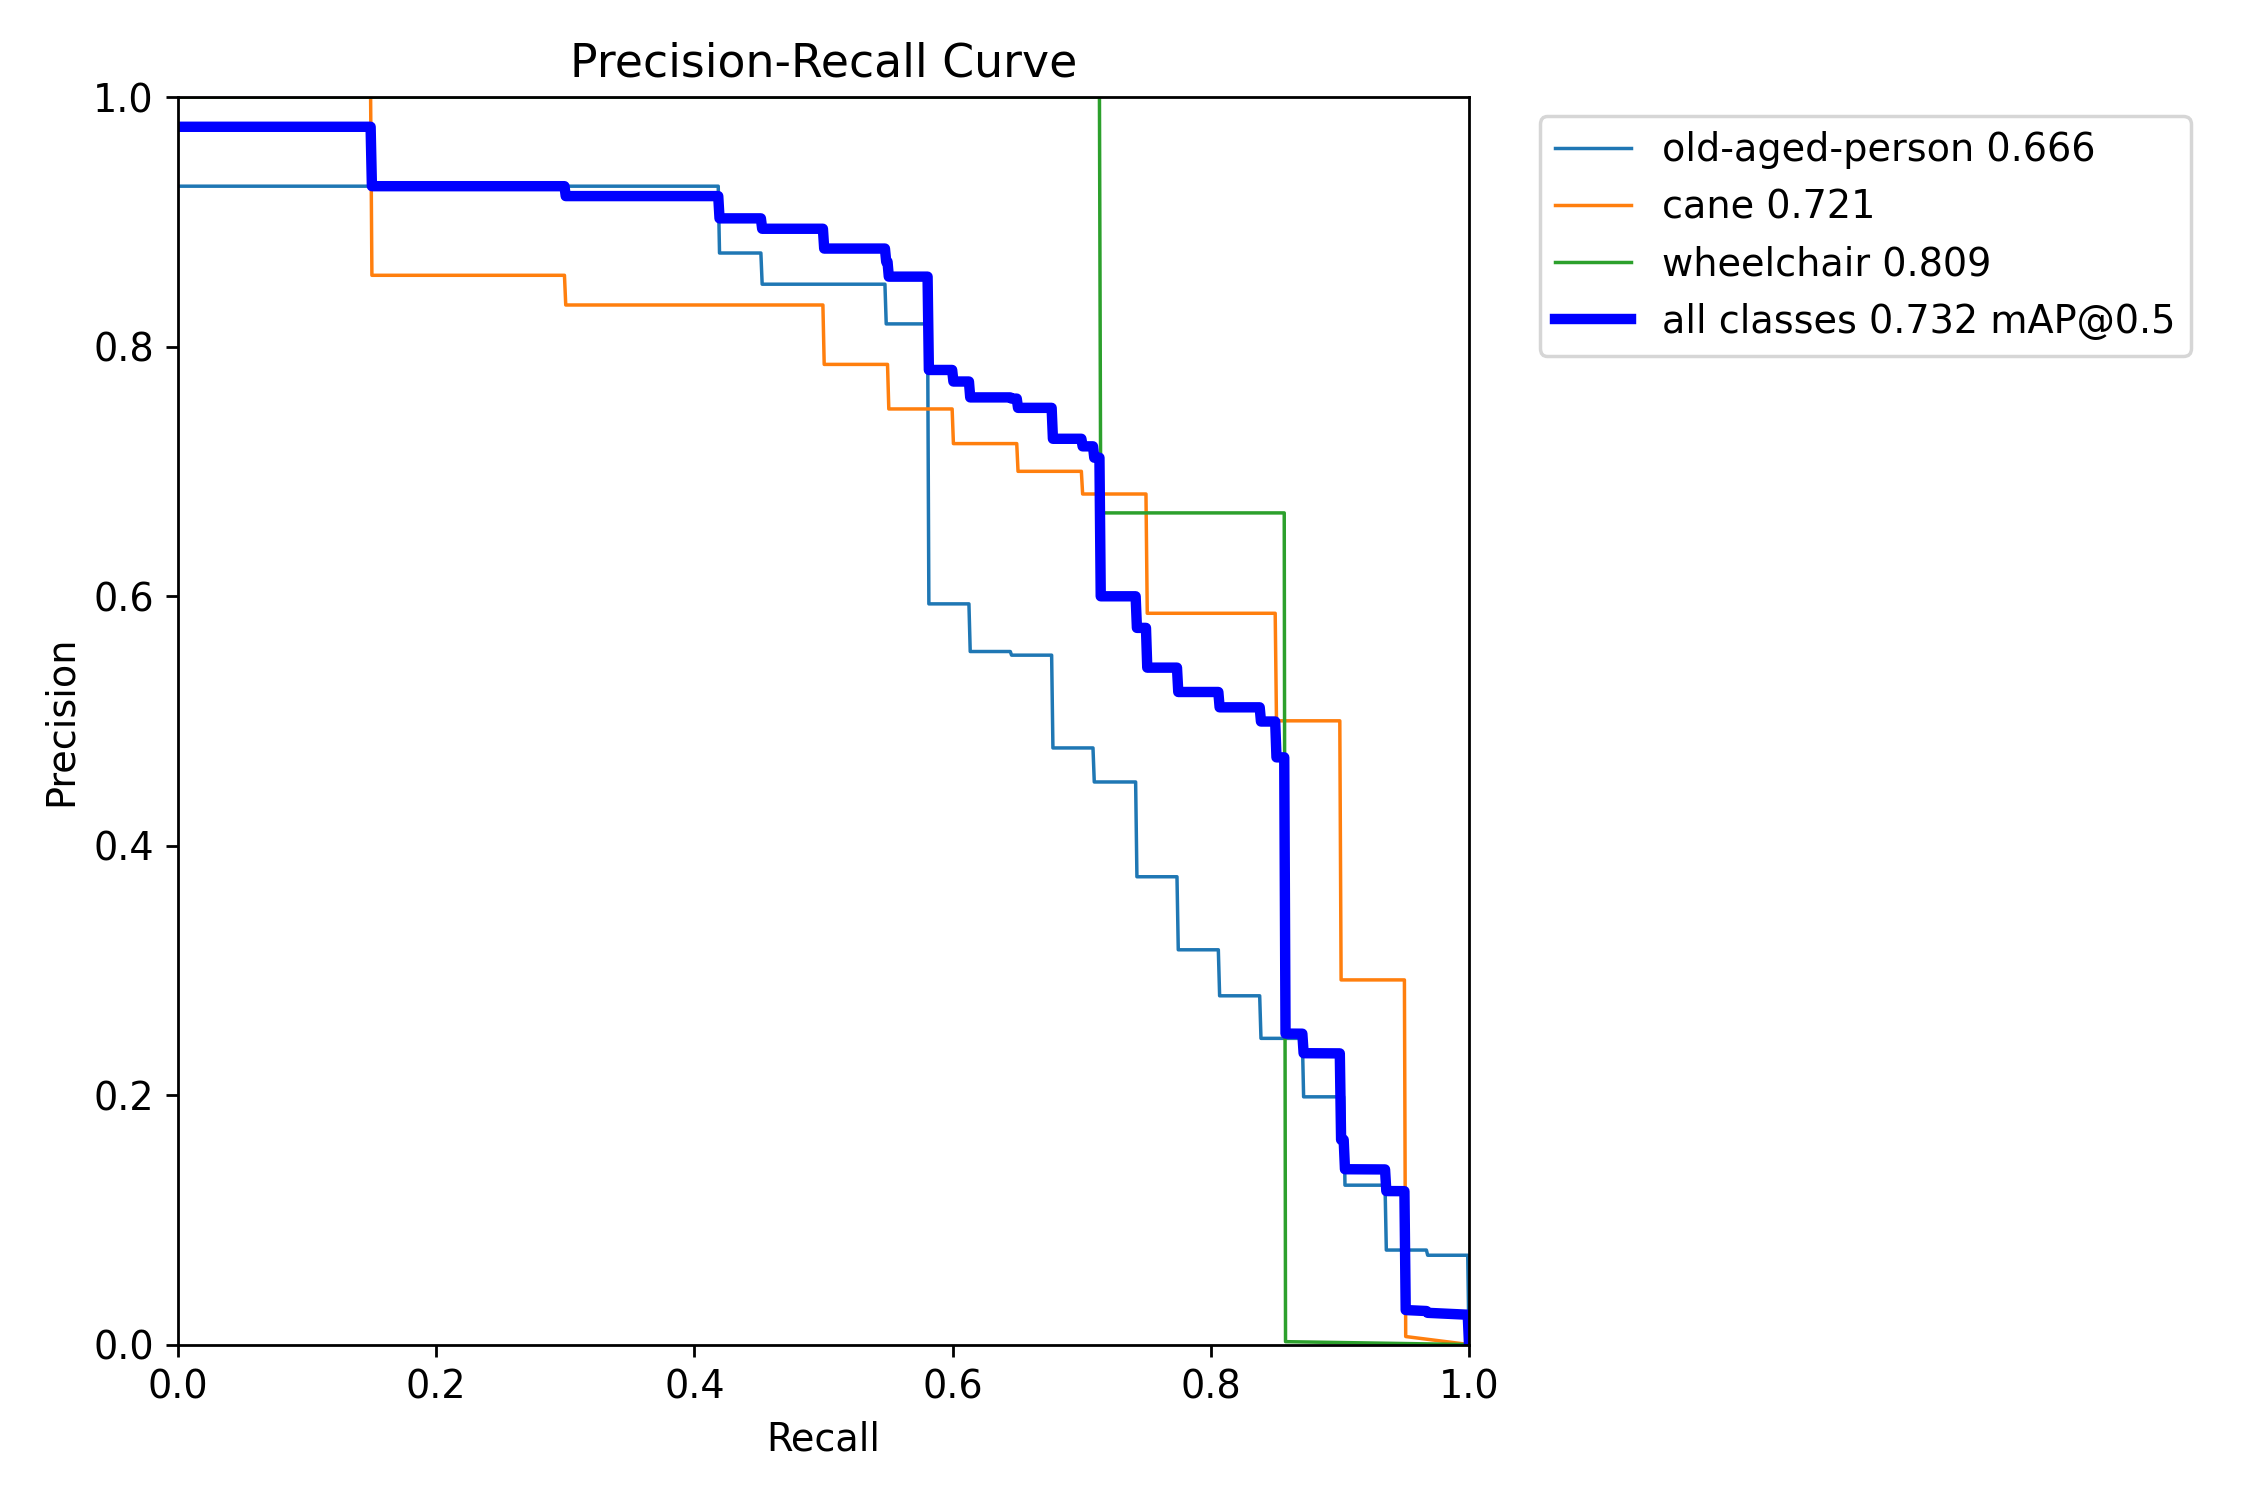 Precision-Recall Curve
1.0
0.8
0.6
0.4
0.2
0.0
Precision
0.0 0.2 0.4 0.6 0.8 1.0
Recall
old-aged-person 0.666
cane 0.721
wheelchair 0.809
all classes 0.732 mAP@0.5